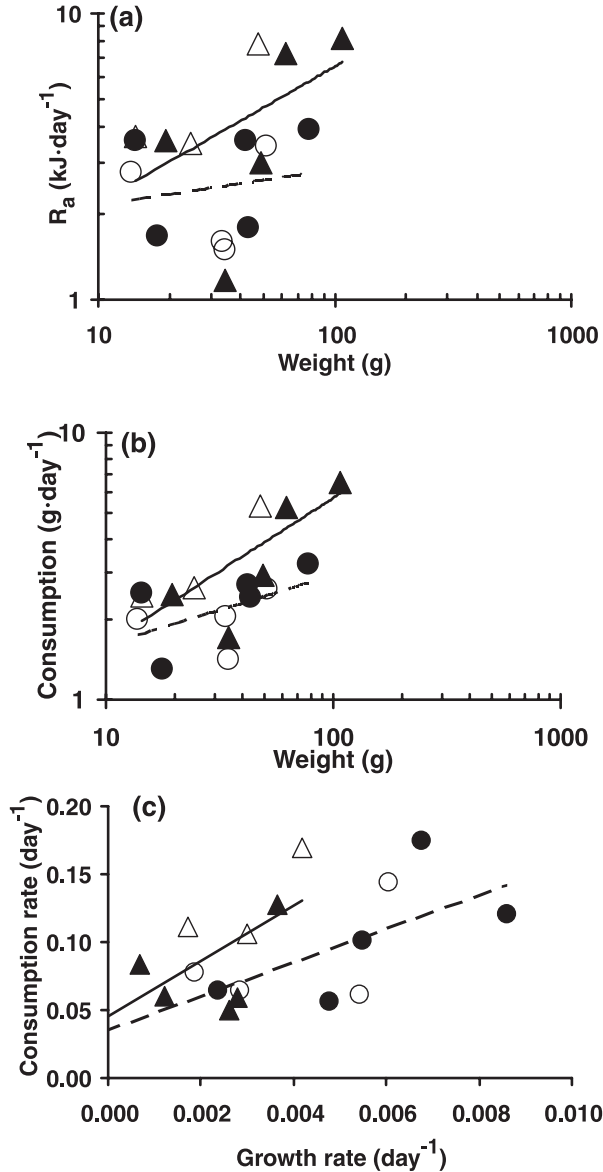 (a)
10
R_a (kJ·day⁻¹)
1
10 100 1000
Weight (g)
(b)
10
Consumption (g·day⁻¹)
1
10 100 1000
Weight (g)
(c)
0.20
0.15
0.10
0.05
0.00
Consumption rate (day⁻¹)
0.000 0.002 0.004 0.006 0.008 0.010
Growth rate (day⁻¹)